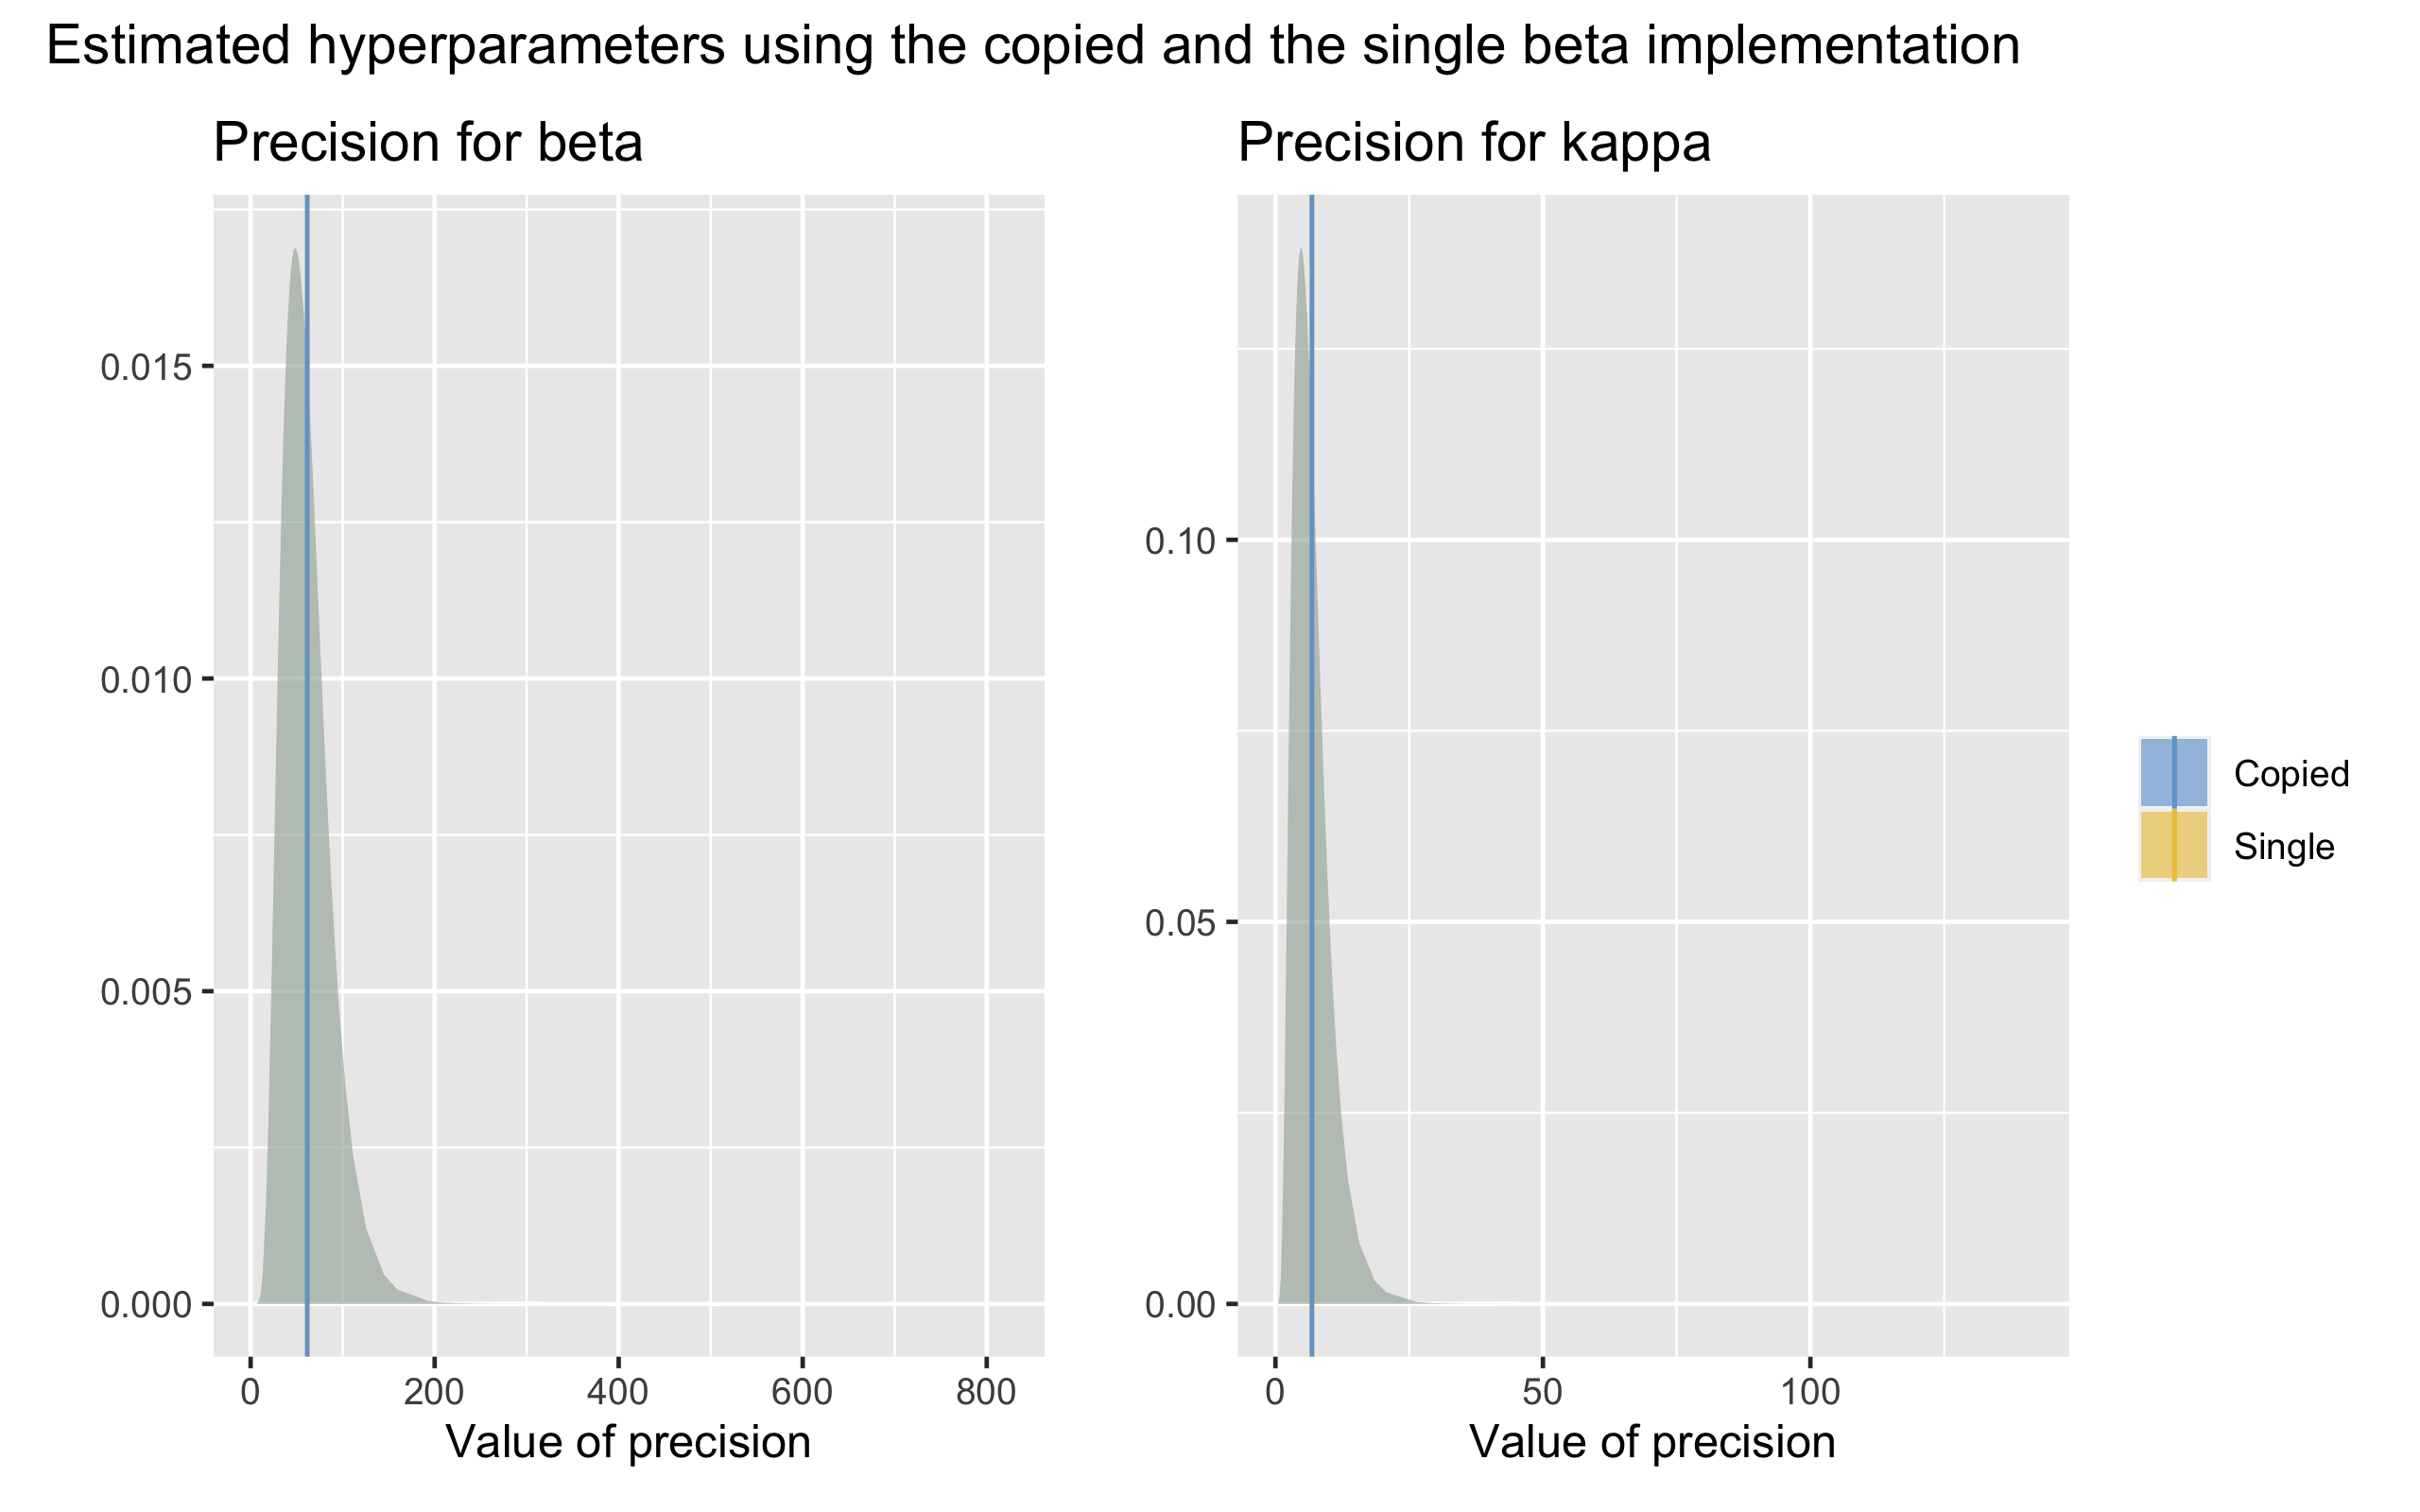 Estimated hyperparameters using the copied and the single beta implementation
Precision for beta
0.015
0.010
0.005
0.000
0 200 400 600 800
Value of precision
Precision for kappa
0.10
0.05
0.00
0 50 100
Value of precision
Copied
Single